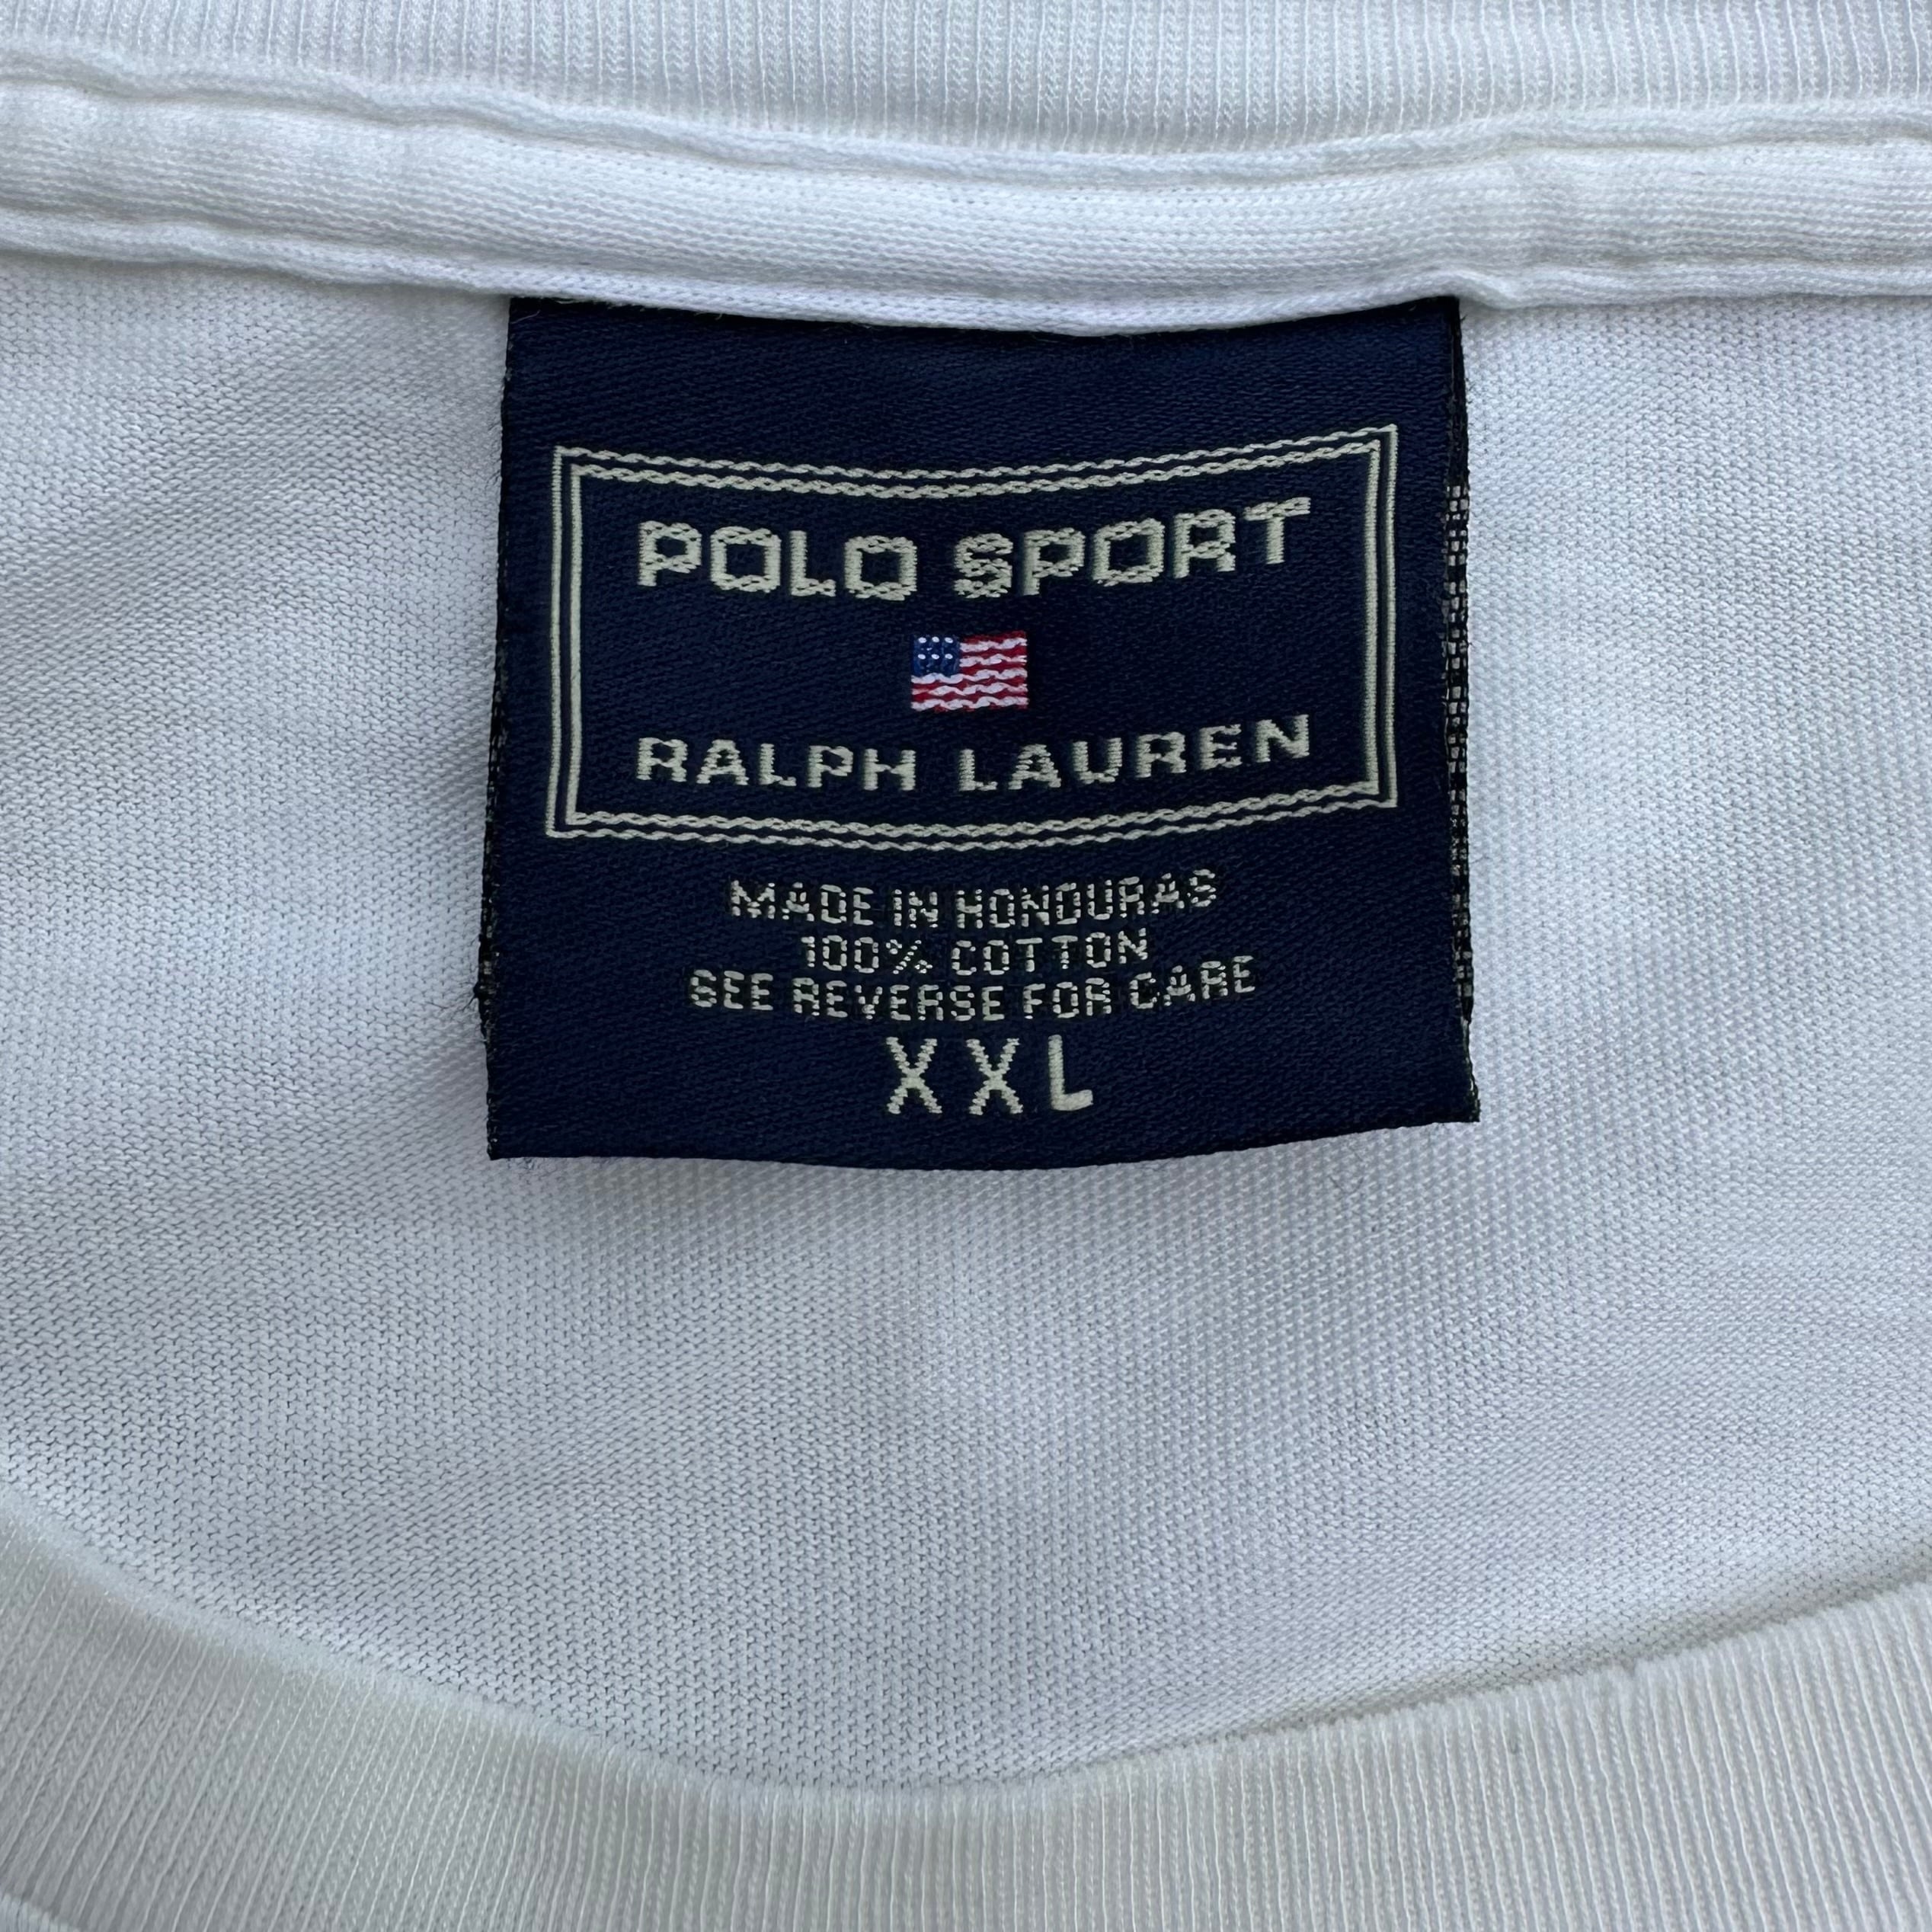 POLO SPORT
RALPH LAUREN
MADE IN HONDURAS
100% COTTON
SEE REVERSE FOR CARE
XXL